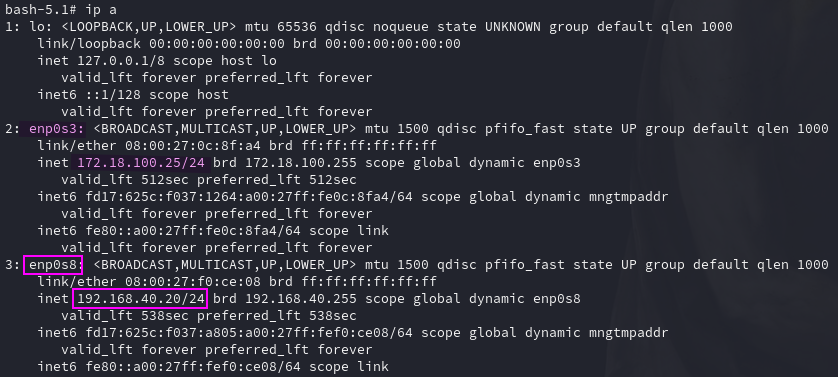 bash-5.1# ip a
1: lo: <LOOPBACK,UP,LOWER_UP> mtu 65536 qdisc noqueue state UNKNOWN group default qlen 1000
    link/loopback 00:00:00:00:00:00 brd 00:00:00:00:00:00
    inet 127.0.0.1/8 scope host lo
       valid_lft forever preferred_lft forever
    inet6 ::1/128 scope host
       valid_lft forever preferred_lft forever
2: enp0s3: <BROADCAST,MULTICAST,UP,LOWER_UP> mtu 1500 qdisc pfifo_fast state UP group default qlen 1000
    link/ether 08:00:27:0c:8f:a4 brd ff:ff:ff:ff:ff:ff
    inet 172.18.100.25/24 brd 172.18.100.255 scope global dynamic enp0s3
       valid_lft 512sec preferred_lft 512sec
    inet6 fd17:625c:f037:1264:a00:27ff:fe0c:8fa4/64 scope global dynamic mngtmpaddr
       valid_lft forever preferred_lft forever
    inet6 fe80::a00:27ff:fe0c:8fa4/64 scope link
       valid_lft forever preferred_lft forever
3: enp0s8: <BROADCAST,MULTICAST,UP,LOWER_UP> mtu 1500 qdisc pfifo_fast state UP group default qlen 1000
    link/ether 08:00:27:f0:ce:08 brd ff:ff:ff:ff:ff:ff
    inet 192.168.40.20/24 brd 192.168.40.255 scope global dynamic enp0s8
       valid_lft 538sec preferred_lft 538sec
    inet6 fd17:625c:f037:a805:a00:27ff:fef0:ce08/64 scope global dynamic mngtmpaddr
       valid_lft forever preferred_lft forever
    inet6 fe80::a00:27ff:fef0:ce08/64 scope link